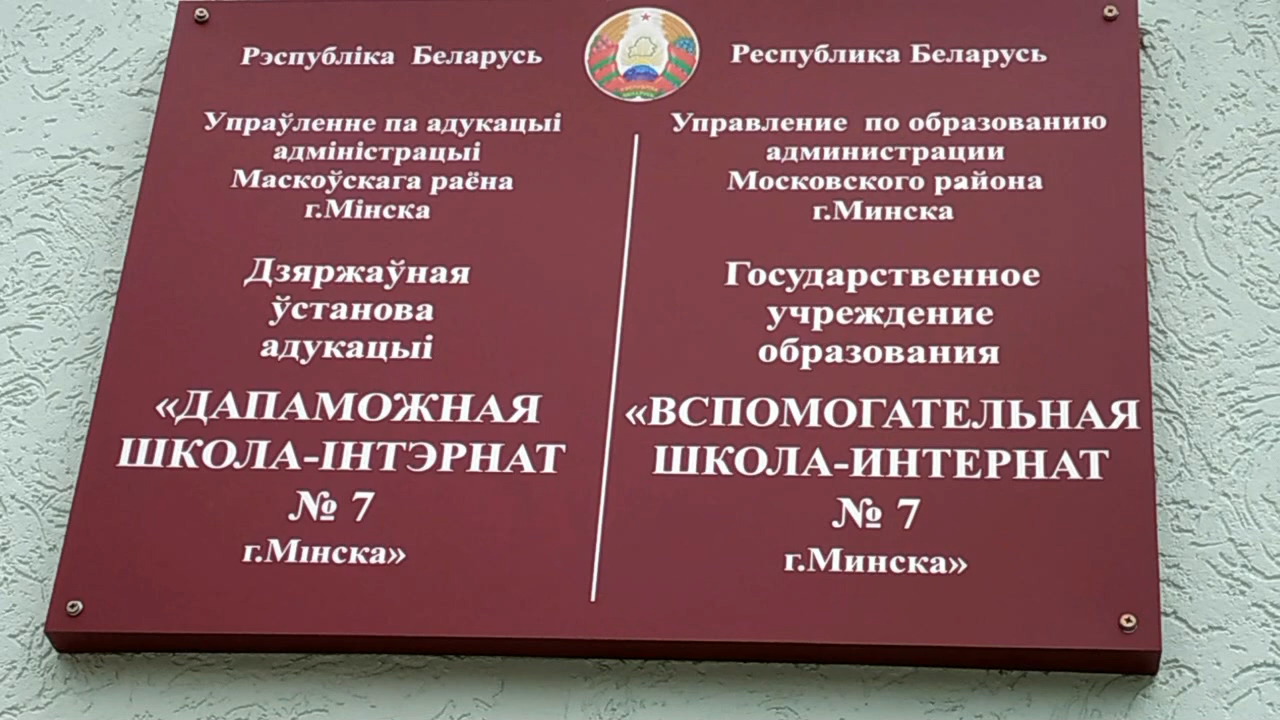 Рэспубліка Беларусь
Упраўленне па адукацыі
адміністрацыі
Маскоўскага раёна
г.Мінска
Дзяржаўная
ўстанова
адукацыі
«ДАПАМОЖНАЯ
ШКОЛА-ІНТЭРНАТ
№ 7
г.Мінска»
Республика Беларусь
Управление по образованию
администрации
Московского района
г.Минска
Государственное
учреждение
образования
«ВСПОМОГАТЕЛЬНАЯ
ШКОЛА-ИНТЕРНАТ
№ 7
г.Минска»